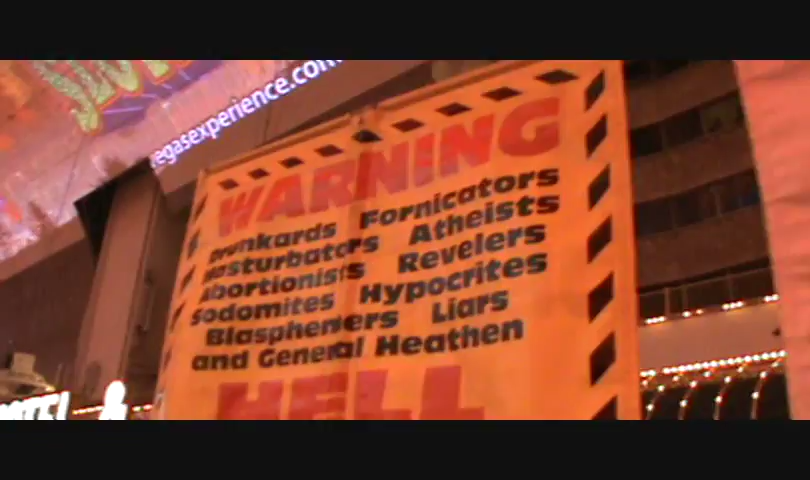 egasexperience.com
WARNING
Drunkards Fornicators
Masturbators Atheists
Abortionists Revelers
Sodomites Hypocrites
Blasphemers Liars
and General Heathen
HELL